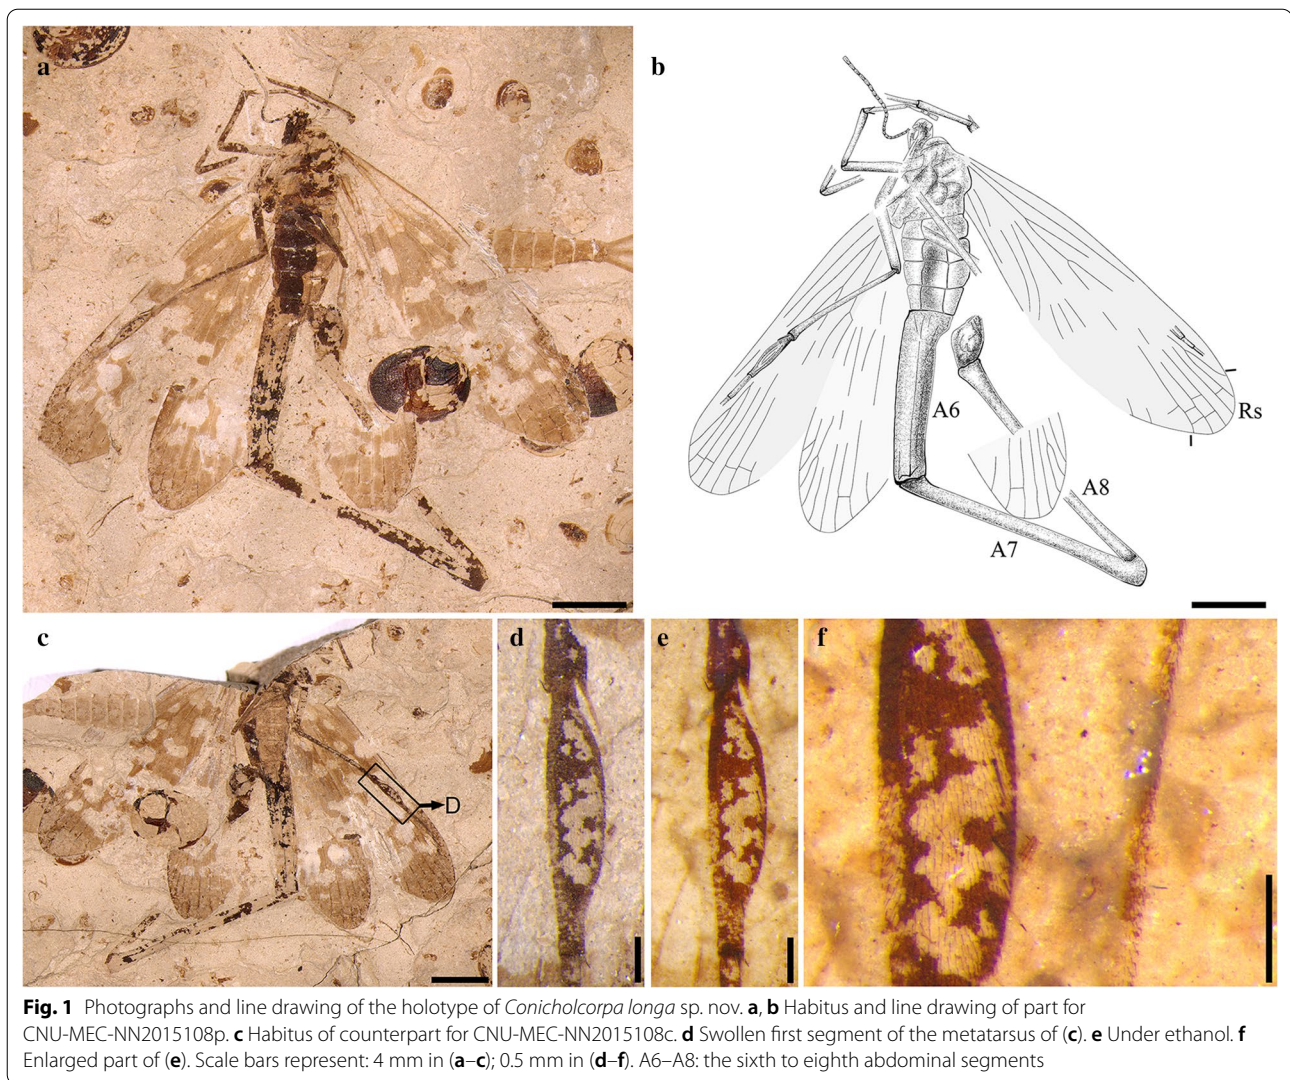 a
b
A6
Rs
A8
A7
c
D
d
e
f
Fig. 1 Photographs and line drawing of the holotype of Conicholcorpa longa sp. nov. a, b Habitus and line drawing of part for
CNU-MEC-NN2015108p. c Habitus of counterpart for CNU-MEC-NN2015108c. d Swollen first segment of the metatarsus of (c). e Under ethanol. f
Enlarged part of (e). Scale bars represent: 4 mm in (a–c); 0.5 mm in (d–f). A6–A8: the sixth to eighth abdominal segments